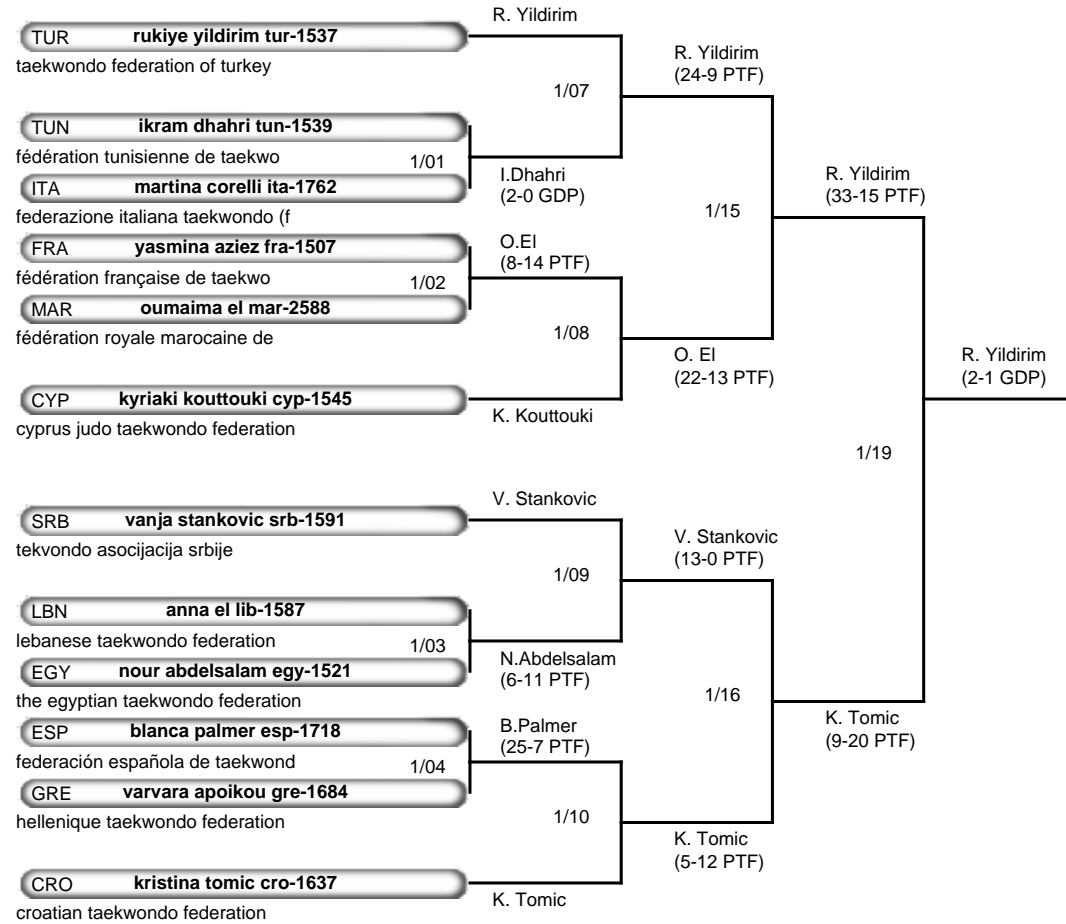 R. Yildirim
TUR rukiye yildirim tur-1537
taekwondo federation of turkey
R. Yildirim
(24-9 PTF)
1/07
TUN ikram dhahri tun-1539
fédération tunisienne de taekwo
1/01
ITA martina corelli ita-1762
federazione italiana taekwondo (f
I.Dhahri
(2-0 GDP)
R. Yildirim
(33-15 PTF)
1/15
FRA yasmina aziez fra-1507
fédération française de taekwo
O.El
(8-14 PTF)
1/02
MAR oumaima el mar-2588
fédération royale marocaine de
1/08
O. El
(22-13 PTF)
R. Yildirim
(2-1 GDP)
CYP kyriaki kouttouki cyp-1545
cyprus judo taekwondo federation
K. Kouttouki
1/19
V. Stankovic
SRB vanja stankovic srb-1591
tekvondo asocijacija srbije
V. Stankovic
(13-0 PTF)
1/09
LBN anna el lib-1587
lebanese taekwondo federation
1/03
EGY nour abdelsalam egy-1521
the egyptian taekwondo federation
N.Abdelsalam
(6-11 PTF)
1/16
ESP blanca palmer esp-1718
federación española de taekwond
B.Palmer
(25-7 PTF)
K. Tomic
(9-20 PTF)
1/04
GRE varvara apoikou gre-1684
hellenique taekwondo federation
1/10
K. Tomic
(5-12 PTF)
CRO kristina tomic cro-1637
croatian taekwondo federation
K. Tomic